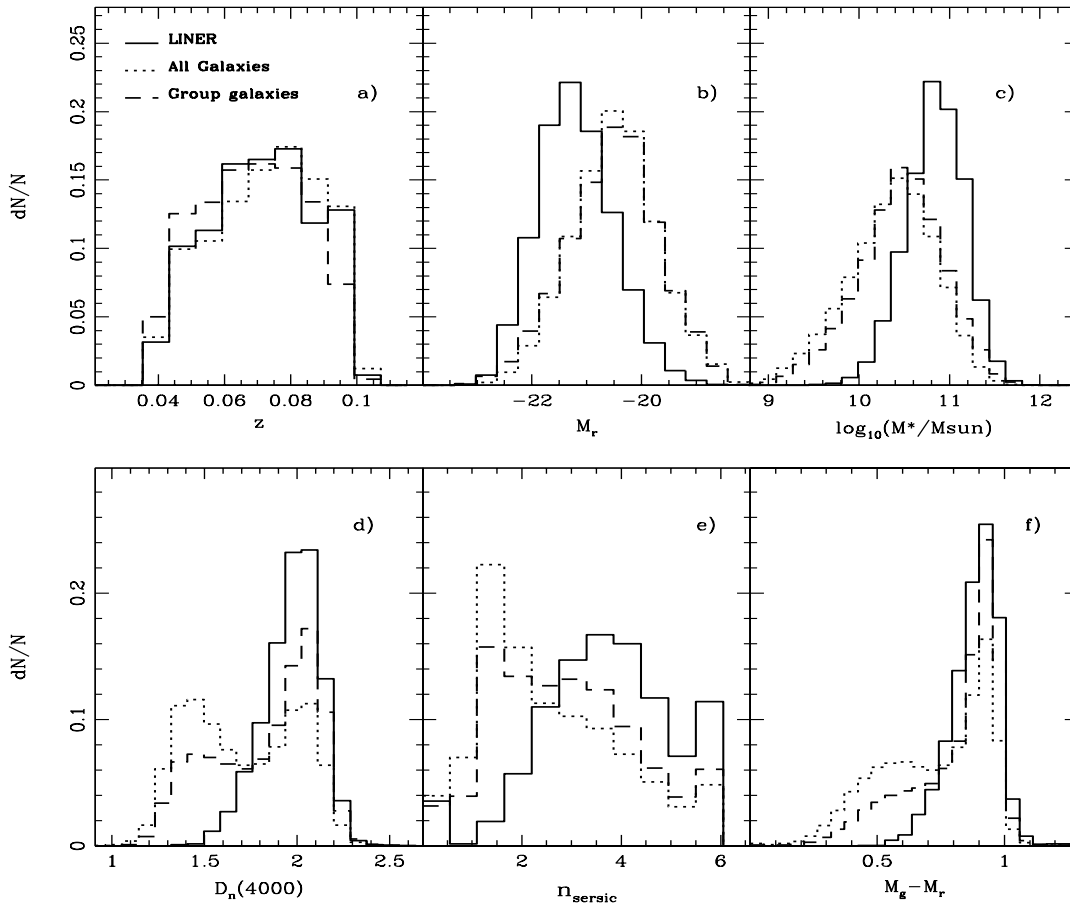 LINER
All Galaxies
Group galaxies
a)
b)
c)
dN/N
0.25
0.2
0.15
0.1
0.05
0
0.04 0.06 0.08 0.1
z
−22 −20
M_r
9 10 11 12
log₁₀(M*/Msun)
d)
e)
f)
dN/N
0.2
0.1
0
1 1.5 2 2.5
D_n(4000)
2 4 6
n_sersic
0.5 1
M_g−M_r